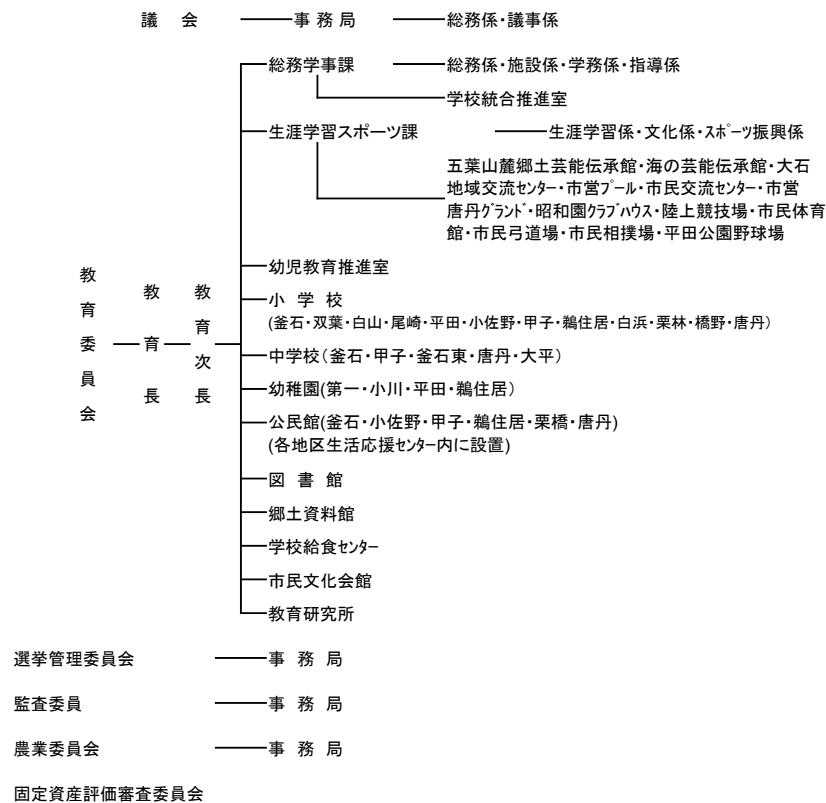 議　会 事 務 局 総務係・議事係
総務学事課 総務係・施設係・学務係・指導係
学校統合推進室
生涯学習スポーツ課 生涯学習係・文化係・ｽﾎﾟｰﾂ振興係
五葉山麓郷土芸能伝承館・海の芸能伝承館・大石
地域交流ｾﾝﾀｰ・市営ﾌﾟｰﾙ・市民交流ｾﾝﾀｰ・市営
唐丹ｸﾞﾗﾝﾄﾞ・昭和園ｸﾗﾌﾞﾊｳｽ・陸上競技場・市民体育
館・市民弓道場・市民相撲場・平田公園野球場
教育委員会
教育長
教育次長
幼児教育推進室
小 学 校
(釜石・双葉・白山・尾崎・平田・小佐野・甲子・鵜住居・白浜・栗林・橋野・唐丹)
中学校（釜石・甲子・釜石東・唐丹・大平）
幼稚園(第一・小川・平田・鵜住居）
公民館(釜石・小佐野・甲子・鵜住居・栗橋・唐丹)
(各地区生活応援ｾﾝﾀｰ内に設置)
図 書 館
郷土資料館
学校給食ｾﾝﾀｰ
市民文化会館
教育研究所
選挙管理委員会 事 務 局
監査委員 事 務 局
農業委員会 事 務 局
固定資産評価審査委員会